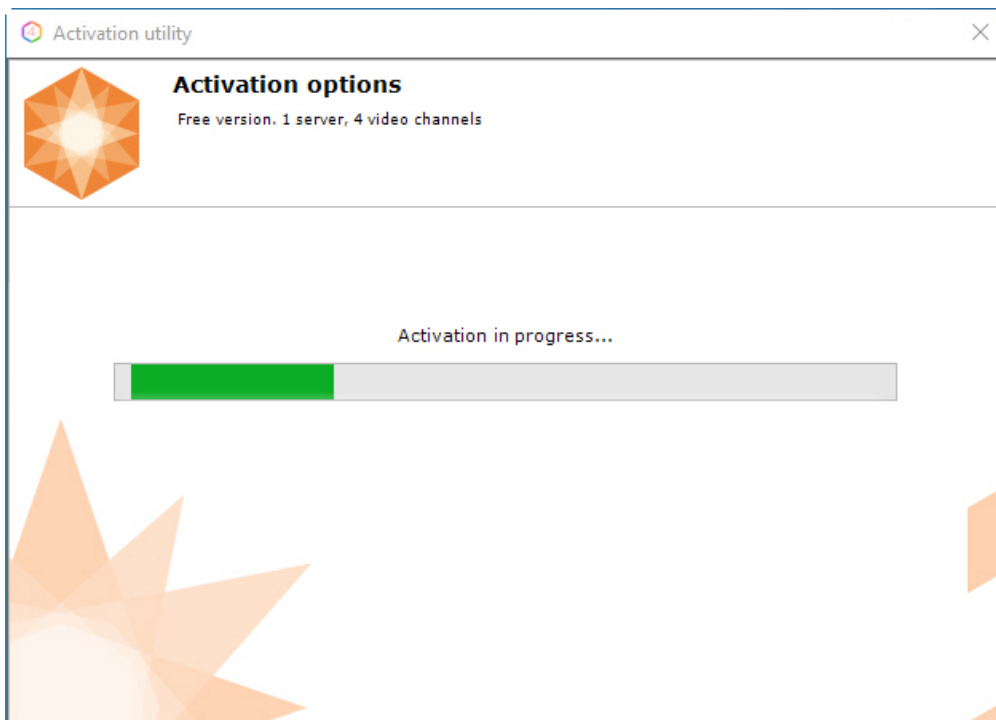 Activation utility
Activation options
Free version. 1 server, 4 video channels
Activation in progress...